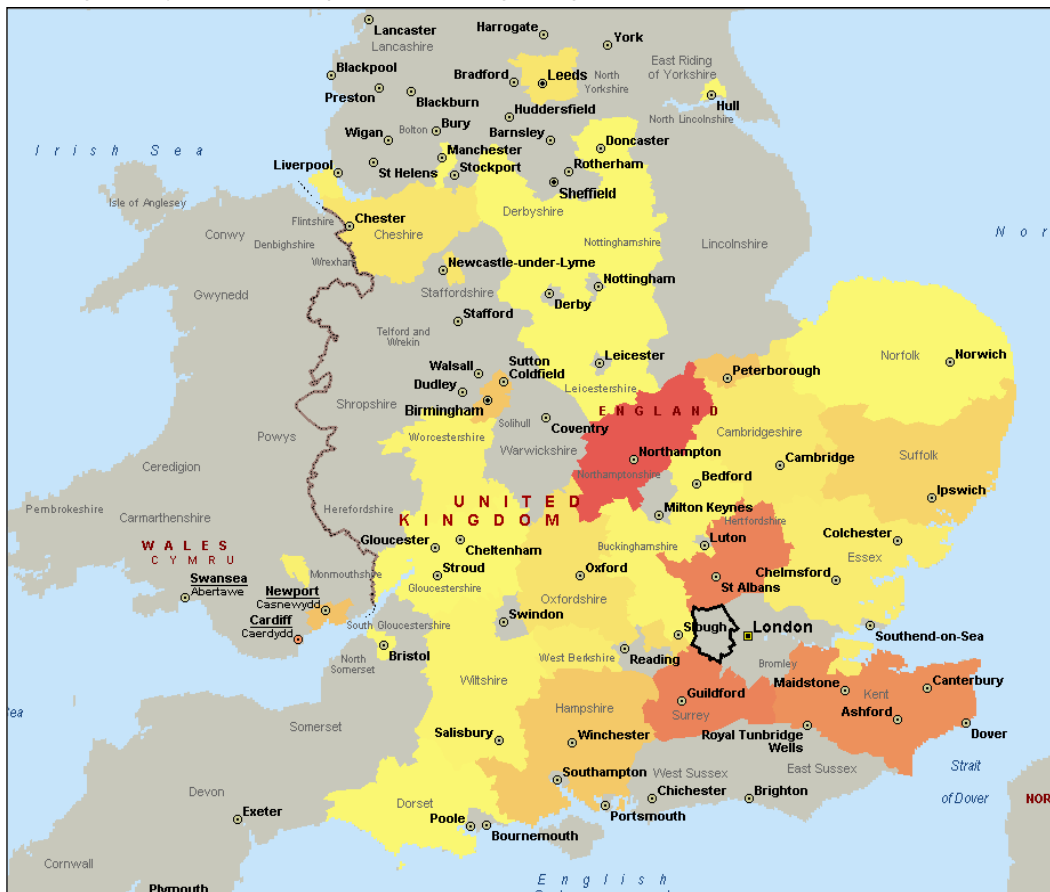 Lancaster
Lancashire
Harrogate
York
East Riding
of Yorkshire
Blackpool
Bradford
Leeds
North
Yorkshire
Preston
Blackburn
Hull
Huddersfield
North Lincolnshire
Wigan
Bolton
Bury
Barnsley
Doncaster
Irish Sea
Manchester
Liverpool
St Helens
Stockport
Rotherham
Sheffield
Isle of Anglesey
Flintshire
Derbyshire
Conwy
Chester
Cheshire
Denbighshire
Nottinghamshire
Lincolnshire
Nor
Wrexham
Newcastle-under-Lyme
Gwynedd
Staffordshire
Nottingham
Derby
Stafford
Telford and
Wrekin
Walsall
Sutton
Coldfield
Leicester
Norfolk
Norwich
Dudley
Leicestershire
Peterborough
Shropshire
Birmingham
ENGLAND
Solihull
Coventry
Powys
Worcestershire
Warwickshire
Cambridgeshire
Northampton
Northamptonshire
Cambridge
Suffolk
Ceredigion
Bedford
Ipswich
UNITED
KINGDOM
Pembrokeshire
Herefordshire
Milton Keynes
Carmarthenshire
Hertfordshire
WALES
CYMRU
Gloucester
Cheltenham
Buckinghamshire
Luton
Colchester
Essex
Monmouthshire
Stroud
Gloucestershire
Oxford
Oxfordshire
St Albans
Chelmsford
Swansea
Abertawe
Newport
Casnewydd
Cardiff
Caerdydd
South Gloucestershire
Swindon
Slough
London
Southend-on-Sea
Bristol
North
Somerset
West Berkshire
Reading
Bromley
Wiltshire
Guildford
Surrey
Maidstone
Kent
Canterbury
Ashford
Sea
Somerset
Hampshire
Salisbury
Winchester
Royal Tunbridge
Wells
Dover
Southampton
West Sussex
East Sussex
Strait
of Dover
Devon
Dorset
Chichester
Brighton
NOR
Exeter
Poole
Bournemouth
Portsmouth
Cornwall
English
Plymouth